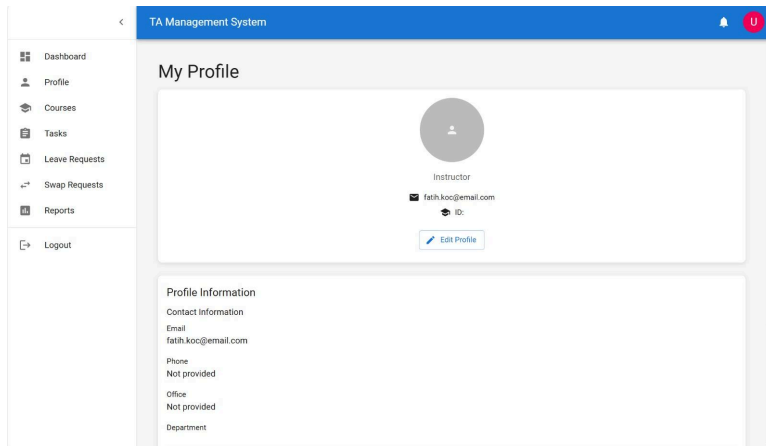 TA Management System
U
Dashboard
Profile
Courses
Tasks
Leave Requests
Swap Requests
Reports
Logout
My Profile
Instructor
fatih.koc@email.com
ID:
Edit Profile
Profile Information
Contact Information
Email
fatih.koc@email.com
Phone
Not provided
Office
Not provided
Department